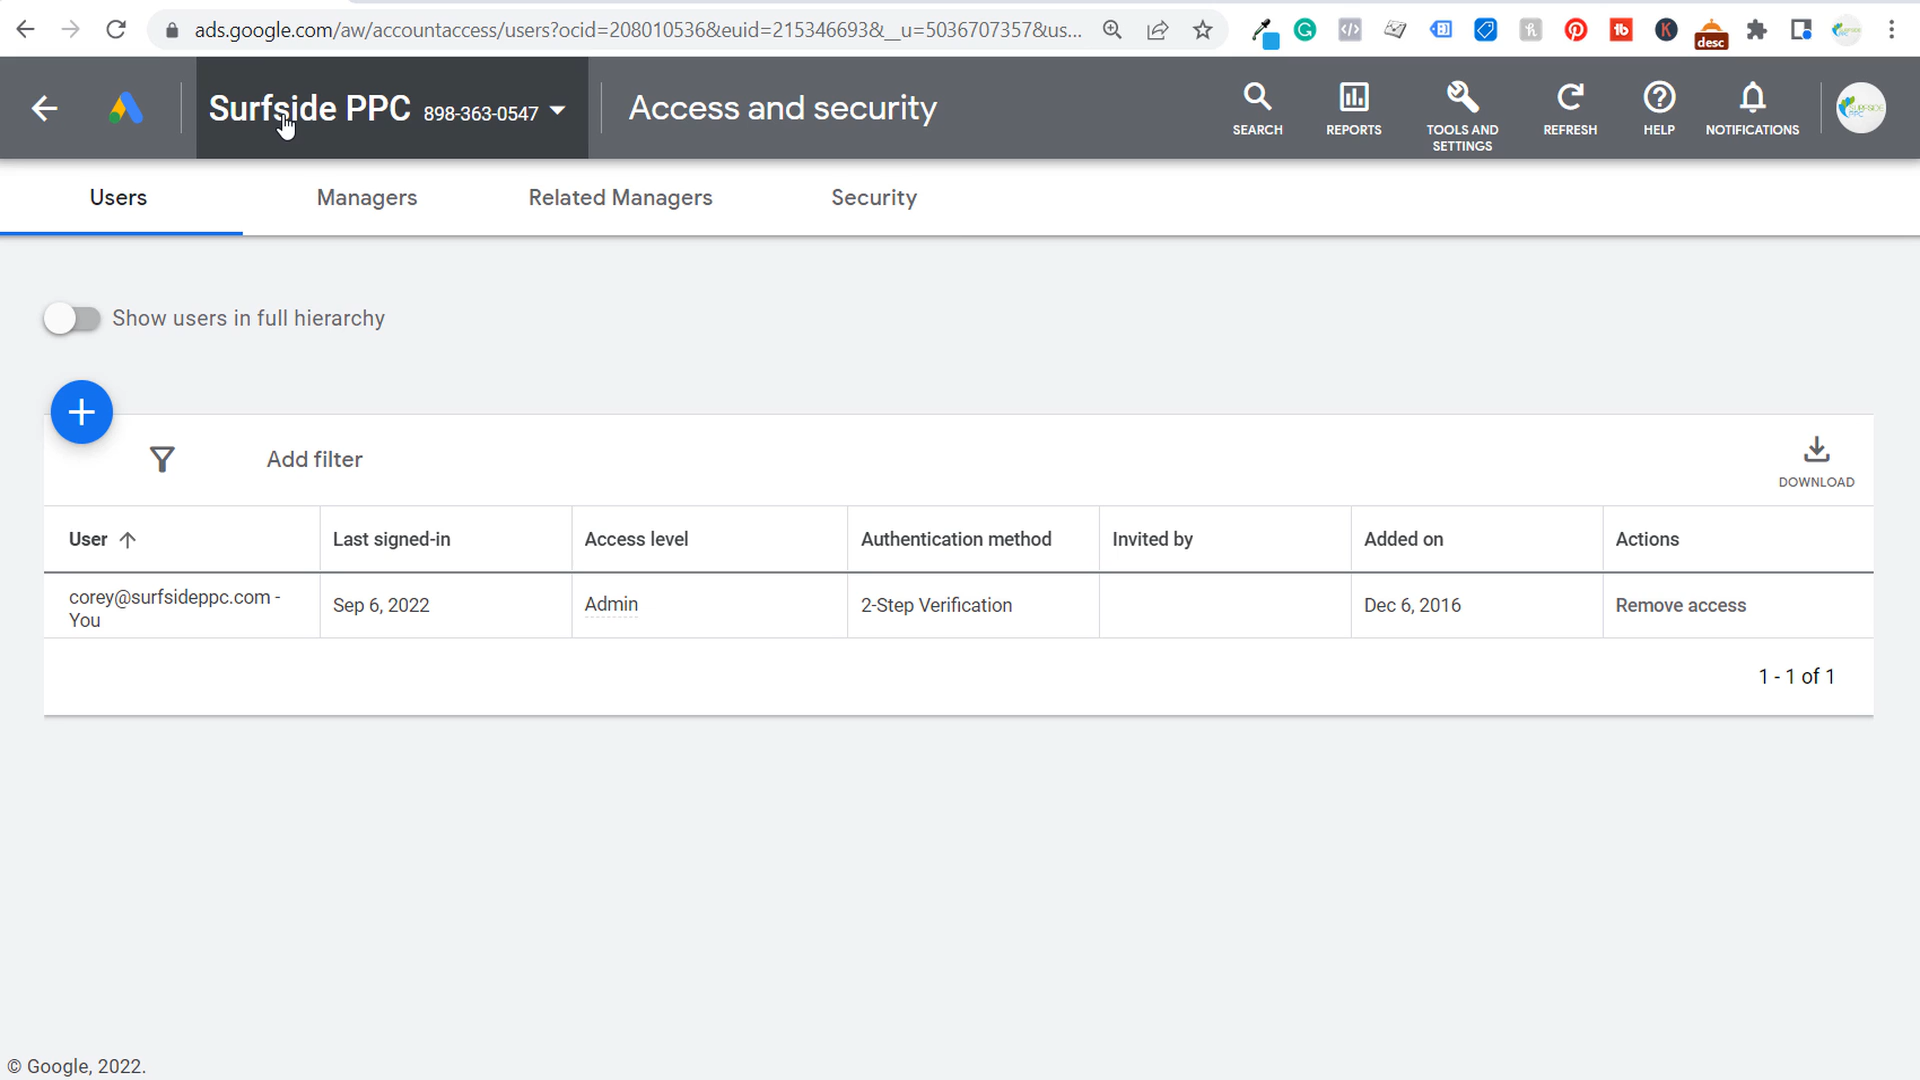 ads.google.com/aw/accountaccess/users?ocid=208010536&euid=215346693&__u=5036707357&us...
desc
Surfside PPC 898-363-0547
Access and security
SEARCH
REPORTS
TOOLS AND
SETTINGS
REFRESH
HELP
NOTIFICATIONS
Users
Managers
Related Managers
Security
Show users in full hierarchy
Add filter
DOWNLOAD
User
Last signed-in
Access level
Authentication method
Invited by
Added on
Actions
corey@surfsideppc.com -
You
Sep 6, 2022
Admin
2-Step Verification
Dec 6, 2016
Remove access
1 - 1 of 1
© Google, 2022.